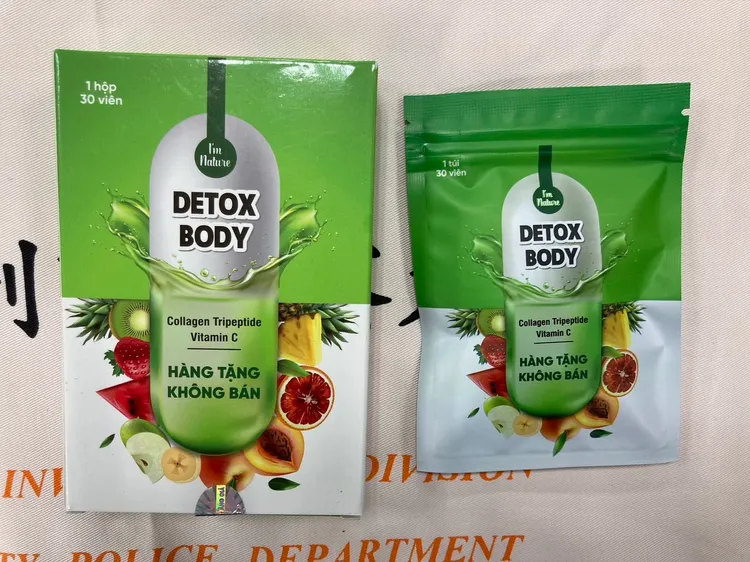 1 hộp
30 viên
I'm
Nature
DETOX
BODY
Collagen Tripeptide
Vitamin C
HÀNG TẶNG
KHÔNG BÁN
1 túi
30 viên
I'm
Nature
DETOX
BODY
Collagen Tripeptide
Vitamin C
HÀNG TẶNG
KHÔNG BÁN
DIVISION
POLICE DEPARTMENT